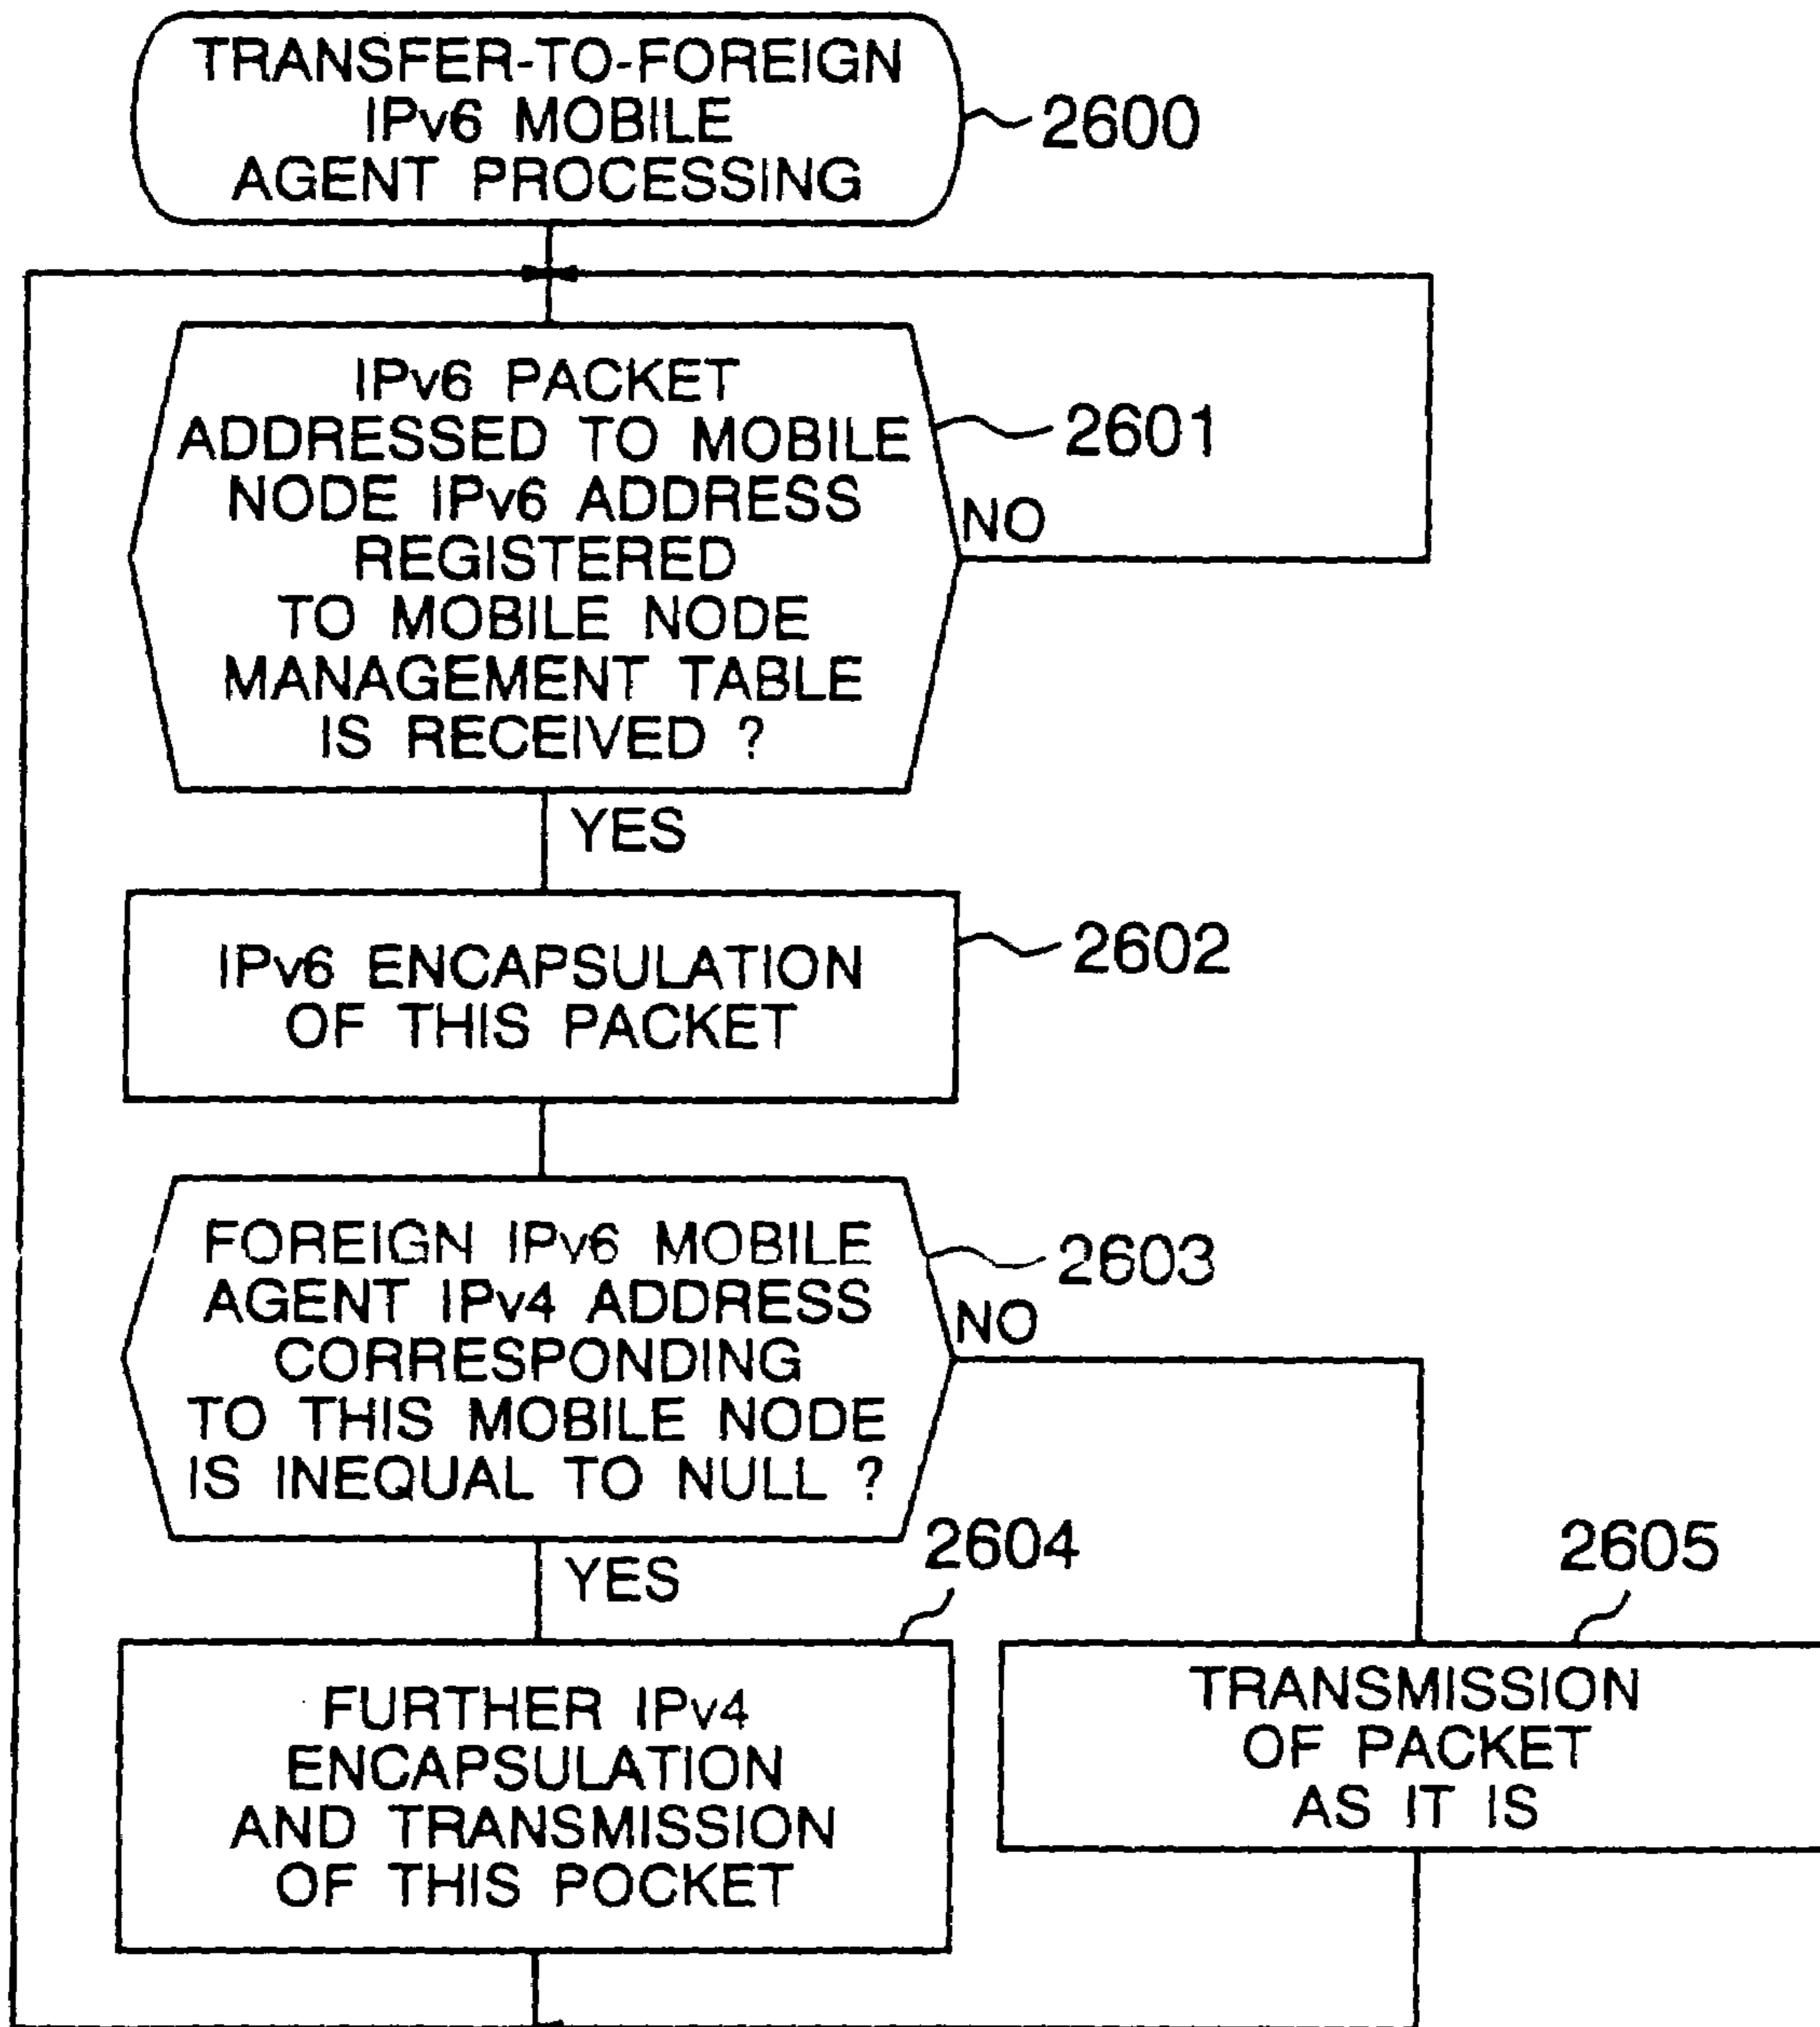 TRANSFER-TO-FOREIGN
IPv6 MOBILE
AGENT PROCESSING
2600
IPv6 PACKET
ADDRESSED TO MOBILE
NODE IPv6 ADDRESS
REGISTERED
TO MOBILE NODE
MANAGEMENT TABLE
IS RECEIVED ?
2601
NO
YES
IPv6 ENCAPSULATION
OF THIS PACKET
2602
FOREIGN IPv6 MOBILE
AGENT IPv4 ADDRESS
CORRESPONDING
TO THIS MOBILE NODE
IS INEQUAL TO NULL ?
2603
NO
YES
2604
FURTHER IPv4
ENCAPSULATION
AND TRANSMISSION
OF THIS POCKET
2605
TRANSMISSION
OF PACKET
AS IT IS